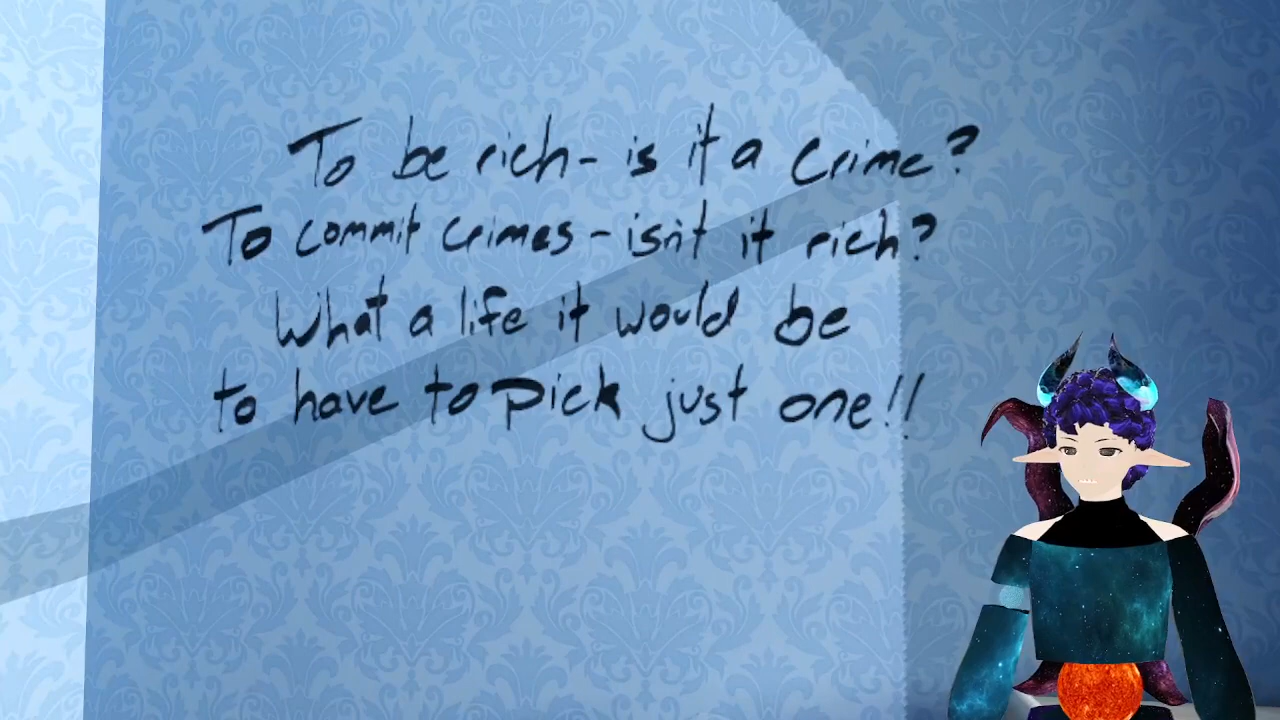 To be rich- is it a crime?
To commit crimes - isn't it rich?
What a life it would be
to have to pick just one!!